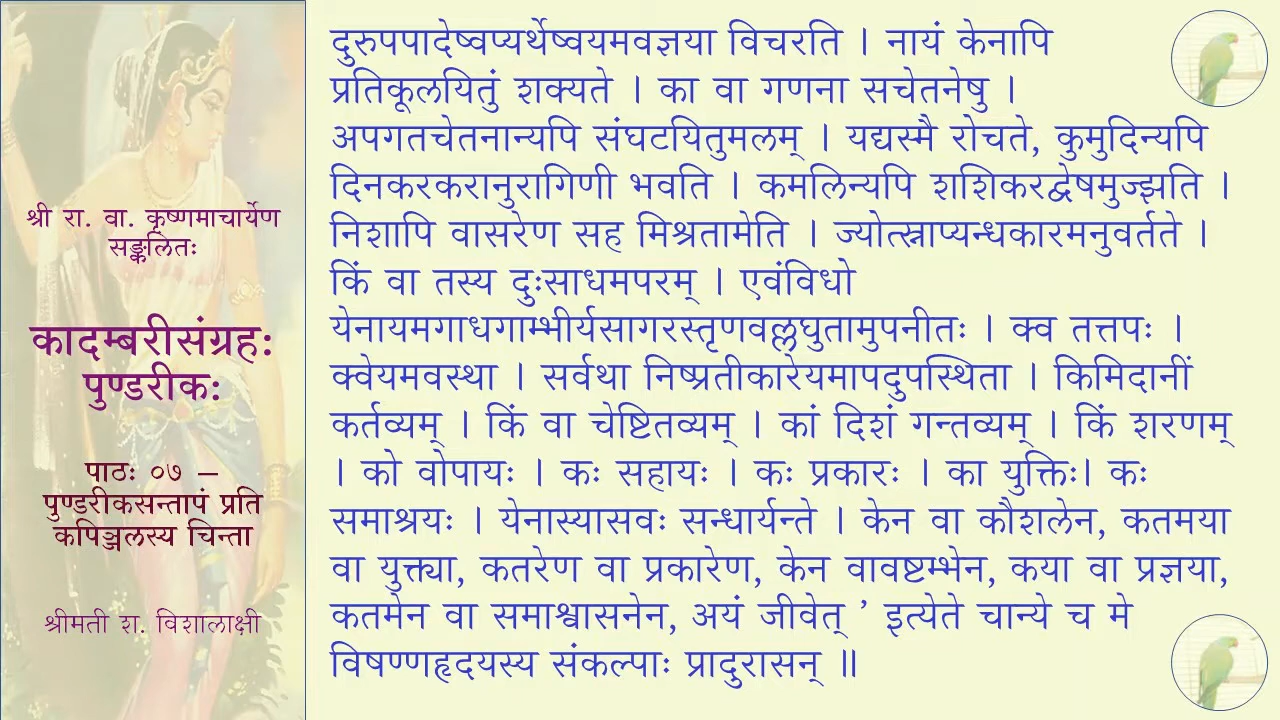 श्री रा. वा. कृष्णमाचार्येण
सङ्कलितः
कादम्बरीसंग्रहः
पुण्डरीकः
पाठः ०७ –
पुण्डरीकसन्तापं प्रति
कपिञ्जलस्य चिन्ता
श्रीमती श. विशालाक्षी
दुरुपपादेष्वप्यर्थेष्वयमवज्ञया विचरति । नायं केनापि
प्रतिकूलयितुं शक्यते । का वा गणना सचेतनेषु ।
अपगतचेतनान्यपि संघटयितुमलम् । यद्यस्मै रोचते, कुमुदिन्यपि
दिनकरकरानुरागिणी भवति । कमलिन्यपि शशिकरद्वेषमुज्झति ।
निशापि वासरेण सह मिश्रतामेति । ज्योत्स्नाप्यन्धकारमनुवर्तते ।
किं वा तस्य दुःसाधमपरम् । एवंविधो
येनायमगाधगाम्भीर्यसागरस्तृणवल्लघुतामुपनीतः । क्व तत्तपः ।
क्वेयमवस्था । सर्वथा निष्प्रतीकारेयमापदुपस्थिता । किमिदानीं
कर्तव्यम् । किं वा चेष्टितव्यम् । कां दिशं गन्तव्यम् । किं शरणम्
। को वोपायः । कः सहायः । कः प्रकारः । का युक्तिः। कः
समाश्रयः । येनास्यासवः सन्धार्यन्ते । केन वा कौशलेन, कतमया
वा युक्त्या, कतरेण वा प्रकारेण, केन वावष्टम्भेन, कया वा प्रज्ञया,
कतमेन वा समाश्वासनेन, अयं जीवेत् ’ इत्येते चान्ये च मे
विषण्णहृदयस्य संकल्पाः प्रादुरासन् ॥